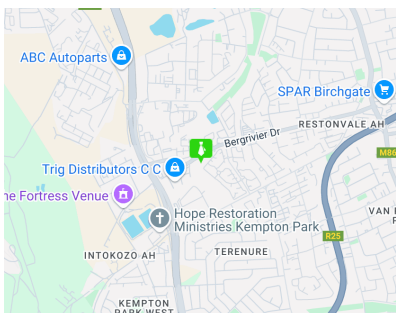 ABC Autoparts
SPAR Birchgate
Bergrivier Dr
RESTONVALE AH
M86
Trig Distributors C C
he Fortress Venue
Hope Restoration
Ministries Kempton Park
VAN
R25
INTOKOZO AH
TERENURE
KEMPTON
PARK WEST